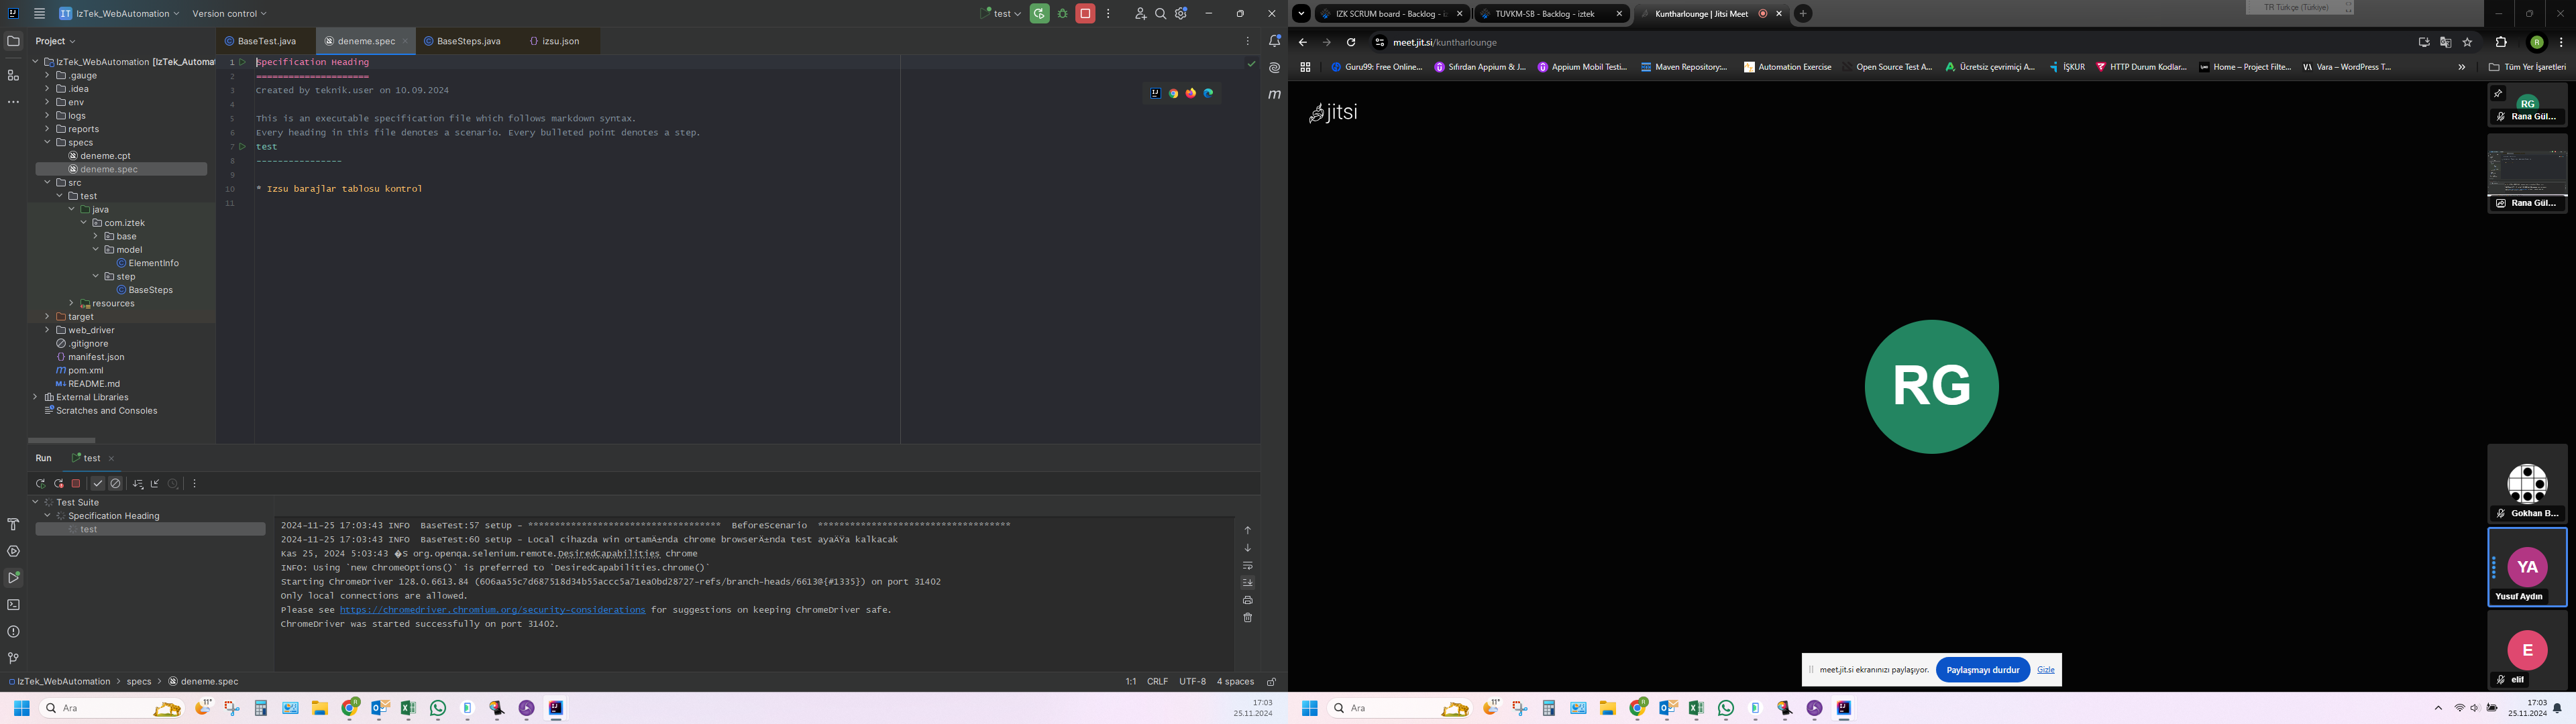 IT IzTek_WebAutomation Version control test
Project
BaseTest.java deneme.spec BaseSteps.java izsu.json
IzTek_WebAutomation [IzTek_Automat
.gauge
.idea
env
logs
reports
specs
deneme.cpt
deneme.spec
src
test
java
com.iztek
base
model
ElementInfo
step
BaseSteps
resources
target
web_driver
.gitignore
manifest.json
pom.xml
README.md
External Libraries
Scratches and Consoles
1 Specification Heading
2 =====================
3 Created by teknik.user on 10.09.2024
4
5 This is an executable specification file which follows markdown syntax.
6 Every heading in this file denotes a scenario. Every bulleted point denotes a step.
7 test
8 ----------------
9
10 * Izsu barajlar tablosu kontrol
11
Run test
Test Suite
Specification Heading
test
2024-11-25 17:03:43 INFO  BaseTest:57 setUp - ************************************  BeforeScenario  ************************************
2024-11-25 17:03:43 INFO  BaseTest:60 setUp - Local cihazda win ortamÄ±nda chrome browserÄ±nda test ayaÄŸa kalkacak
Kas 25, 2024 5:03:43 �S org.openqa.selenium.remote.DesiredCapabilities chrome
INFO: Using `new ChromeOptions()` is preferred to `DesiredCapabilities.chrome()`
Starting ChromeDriver 128.0.6613.84 (606aa55c7d687518d34b55accc5a71ea0bd28727-refs/branch-heads/6613@{#1335}) on port 31402
Only local connections are allowed.
Please see https://chromedriver.chromium.org/security-considerations for suggestions on keeping ChromeDriver safe.
ChromeDriver was started successfully on port 31402.
IzTek_WebAutomation > specs > deneme.spec
1:1 CRLF UTF-8 4 spaces
Ara
11°
17:03
25.11.2024
IZK SCRUM board - Backlog - iz TUVKM-SB - Backlog - iztek Kuntharlounge | Jitsi Meet
TR Türkçe (Türkiye)
meet.jit.si/kuntharlounge
Guru99: Free Online... Sıfırdan Appium & J... Appium Mobil Testi... Maven Repository:... Automation Exercise Open Source Test A... Ücretsiz çevrimiçi A... İŞKUR HTTP Durum Kodlar... Home – Project Filte... Vara – WordPress T... » Tüm Yer İşaretleri
jitsi
RG
RG
Rana Gül...
Rana Gül...
Gokhan B...
YA
Yusuf Aydın
E
elif
meet.jit.si ekranınızı paylaşıyor. Paylaşmayı durdur Gizle
Ara
11°
17:03
25.11.2024